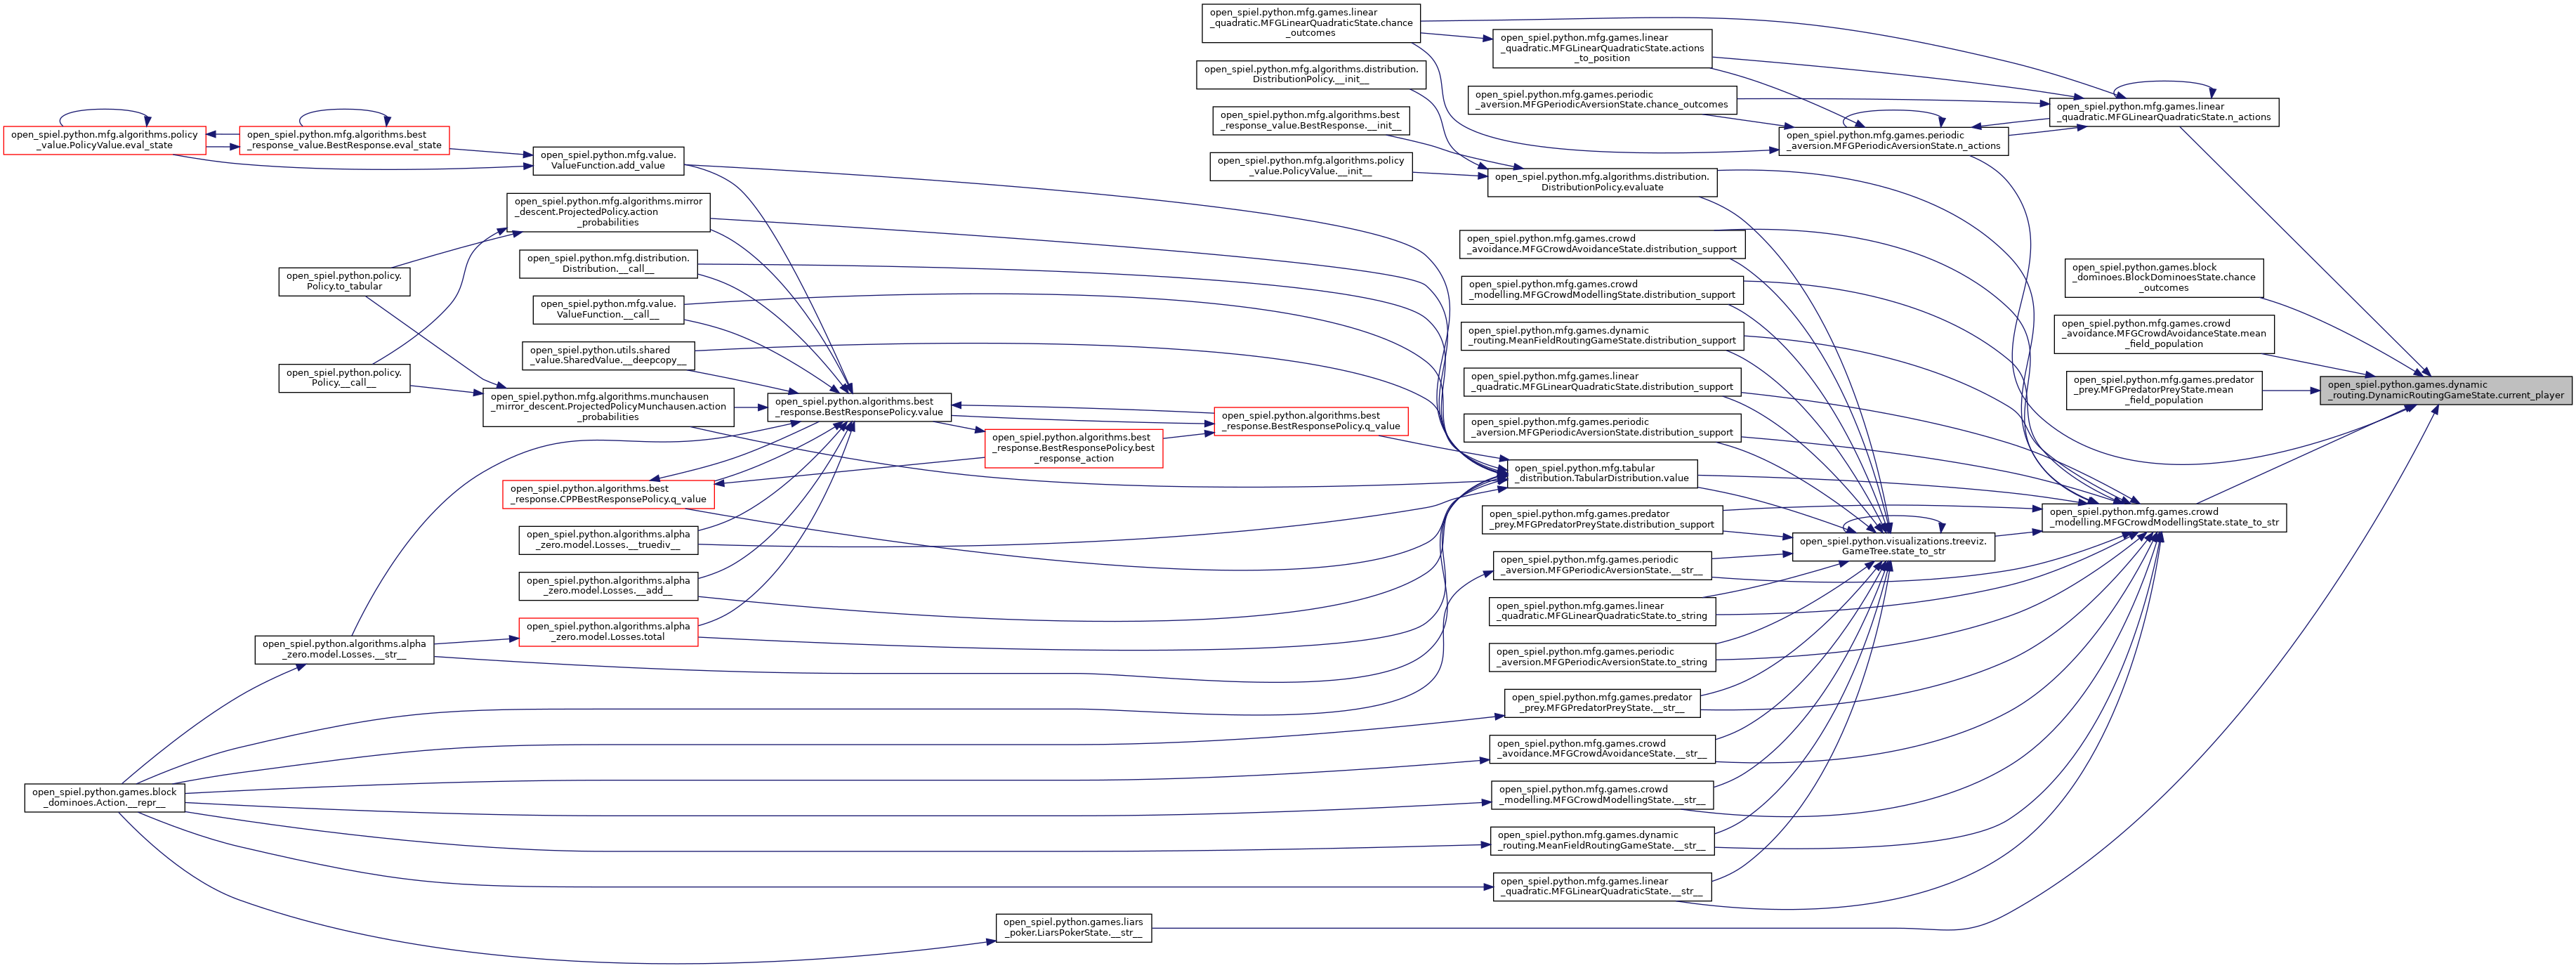 open_spiel.python.mfg.games.linear
_quadratic.MFGLinearQuadraticState.chance
_outcomes
open_spiel.python.mfg.games.linear
_quadratic.MFGLinearQuadraticState.actions
_to_position
open_spiel.python.mfg.algorithms.distribution.
DistributionPolicy.__init__
open_spiel.python.mfg.games.periodic
_aversion.MFGPeriodicAversionState.chance_outcomes
open_spiel.python.mfg.games.linear
_quadratic.MFGLinearQuadraticState.n_actions
open_spiel.python.mfg.algorithms.best
_response_value.BestResponse.__init__
open_spiel.python.mfg.algorithms.policy
_value.PolicyValue.eval_state
open_spiel.python.mfg.algorithms.best
_response_value.BestResponse.eval_state
open_spiel.python.mfg.games.periodic
_aversion.MFGPeriodicAversionState.n_actions
open_spiel.python.mfg.value.
ValueFunction.add_value
open_spiel.python.mfg.algorithms.policy
_value.PolicyValue.__init__
open_spiel.python.mfg.algorithms.distribution.
DistributionPolicy.evaluate
open_spiel.python.mfg.algorithms.mirror
_descent.ProjectedPolicy.action
_probabilities
open_spiel.python.mfg.games.crowd
_avoidance.MFGCrowdAvoidanceState.distribution_support
open_spiel.python.mfg.distribution.
Distribution.__call__
open_spiel.python.games.block
_dominoes.BlockDominoesState.chance
_outcomes
open_spiel.python.policy.
Policy.to_tabular
open_spiel.python.mfg.games.crowd
_modelling.MFGCrowdModellingState.distribution_support
open_spiel.python.mfg.value.
ValueFunction.__call__
open_spiel.python.mfg.games.crowd
_avoidance.MFGCrowdAvoidanceState.mean
_field_population
open_spiel.python.mfg.games.dynamic
_routing.MeanFieldRoutingGameState.distribution_support
open_spiel.python.utils.shared
_value.SharedValue.__deepcopy__
open_spiel.python.policy.
Policy.__call__
open_spiel.python.mfg.games.linear
_quadratic.MFGLinearQuadraticState.distribution_support
open_spiel.python.mfg.games.predator
_prey.MFGPredatorPreyState.mean
_field_population
open_spiel.python.games.dynamic
_routing.DynamicRoutingGameState.current_player
open_spiel.python.mfg.algorithms.munchausen
_mirror_descent.ProjectedPolicyMunchausen.action
_probabilities
open_spiel.python.algorithms.best
_response.BestResponsePolicy.value
open_spiel.python.algorithms.best
_response.BestResponsePolicy.q_value
open_spiel.python.mfg.games.periodic
_aversion.MFGPeriodicAversionState.distribution_support
open_spiel.python.algorithms.best
_response.BestResponsePolicy.best
_response_action
open_spiel.python.mfg.tabular
_distribution.TabularDistribution.value
open_spiel.python.algorithms.best
_response.CPPBestResponsePolicy.q_value
open_spiel.python.mfg.games.predator
_prey.MFGPredatorPreyState.distribution_support
open_spiel.python.mfg.games.crowd
_modelling.MFGCrowdModellingState.state_to_str
open_spiel.python.algorithms.alpha
_zero.model.Losses.__truediv__
open_spiel.python.visualizations.treeviz.
GameTree.state_to_str
open_spiel.python.mfg.games.periodic
_aversion.MFGPeriodicAversionState.__str__
open_spiel.python.algorithms.alpha
_zero.model.Losses.__add__
open_spiel.python.mfg.games.linear
_quadratic.MFGLinearQuadraticState.to_string
open_spiel.python.algorithms.alpha
_zero.model.Losses.total
open_spiel.python.algorithms.alpha
_zero.model.Losses.__str__
open_spiel.python.mfg.games.periodic
_aversion.MFGPeriodicAversionState.to_string
open_spiel.python.mfg.games.predator
_prey.MFGPredatorPreyState.__str__
open_spiel.python.mfg.games.crowd
_avoidance.MFGCrowdAvoidanceState.__str__
open_spiel.python.games.block
_dominoes.Action.__repr__
open_spiel.python.mfg.games.crowd
_modelling.MFGCrowdModellingState.__str__
open_spiel.python.mfg.games.dynamic
_routing.MeanFieldRoutingGameState.__str__
open_spiel.python.mfg.games.linear
_quadratic.MFGLinearQuadraticState.__str__
open_spiel.python.games.liars
_poker.LiarsPokerState.__str__